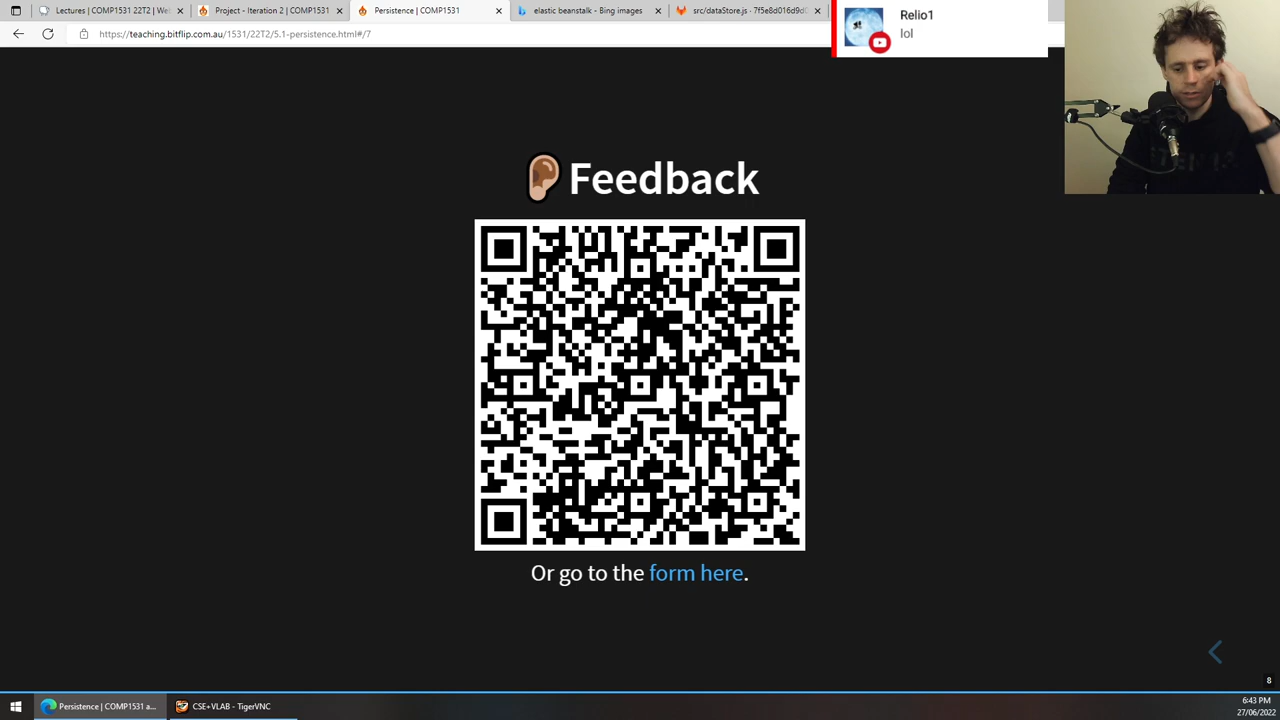 Lectures | COMP1531 22T2 | We
Project - Iteration 2 | COMP1531
Persistence | COMP1531
elastic beanstalk - Bing images
src/dataStore.js · 7f5e8d016d9d
https://teaching.bitflip.com.au/1531/22T2/5.1-persistence.html#/7
Relio1
lol
Feedback
Or go to the form here.
8
Persistence | COMP1531 a...
CSE+VLAB - TigerVNC
6:43 PM
27/06/2022